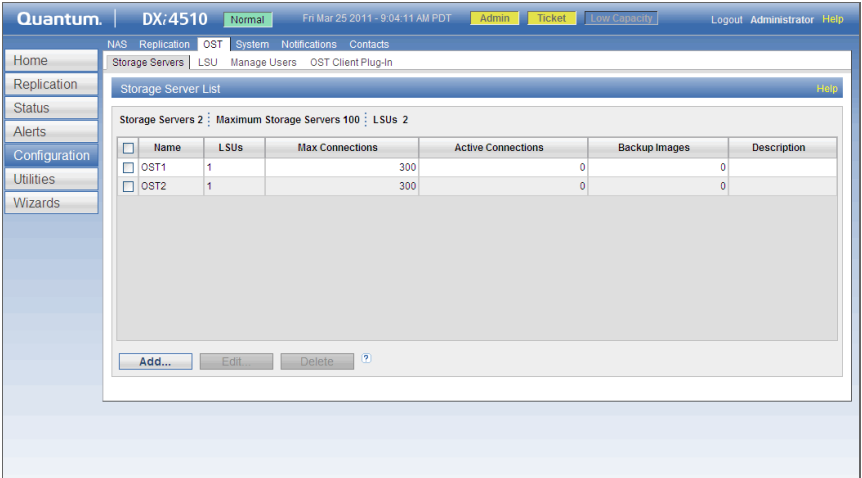 Quantum. DXi4510 Normal Fri Mar 25 2011 - 9:04:11 AM PDT Admin Ticket Low Capacity Logout Administrator Help
NAS Replication OST System Notifications Contacts
Storage Servers LSU Manage Users OST Client Plug-In
Home
Replication
Status
Alerts
Configuration
Utilities
Wizards
Storage Server List Help
Storage Servers 2 Maximum Storage Servers 100 LSUs 2
Name LSUs Max Connections Active Connections Backup Images Description
OST1 1 300 0 0
OST2 1 300 0 0
Add... Edit... Delete ?